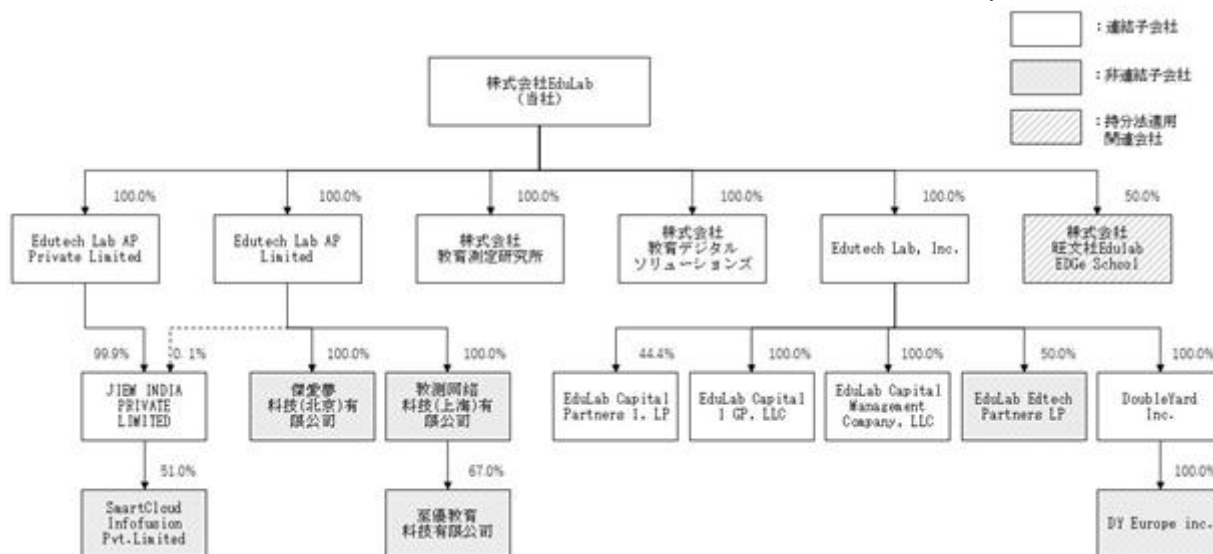 ：連結子会社
株式会社EduLab
（当社）
：非連結子会社
：持分法適用
関連会社
100.0%
100.0%
100.0%
100.0%
100.0%
50.0%
Edutech Lab AP
Private Limited
Edutech Lab AP
Limited
株式会社
教育測定研究所
株式会社
教育デジタル
ソリューションズ
Edutech Lab, Inc.
株式会社
旺文社Edulab
EDGe School
99.9%
0.1%
100.0%
100.0%
44.4%
100.0%
100.0%
50.0%
100.0%
JIEM INDIA
PRIVATE
LIMITED
傑愛夢
科技(北京)有
限公司
教測网络
科技(上海)有
限公司
EduLab Capital
Partners I, LP
EduLab Capital
I GP, LLC
EduLab Capital
Management
Company, LLC
EduLab Edtech
Partners LP
DoubleYard
Inc.
51.0%
67.0%
100.0%
SmartCloud
Infofusion
Pvt.Limited
至優教育
科技有限公司
DY Europe inc.